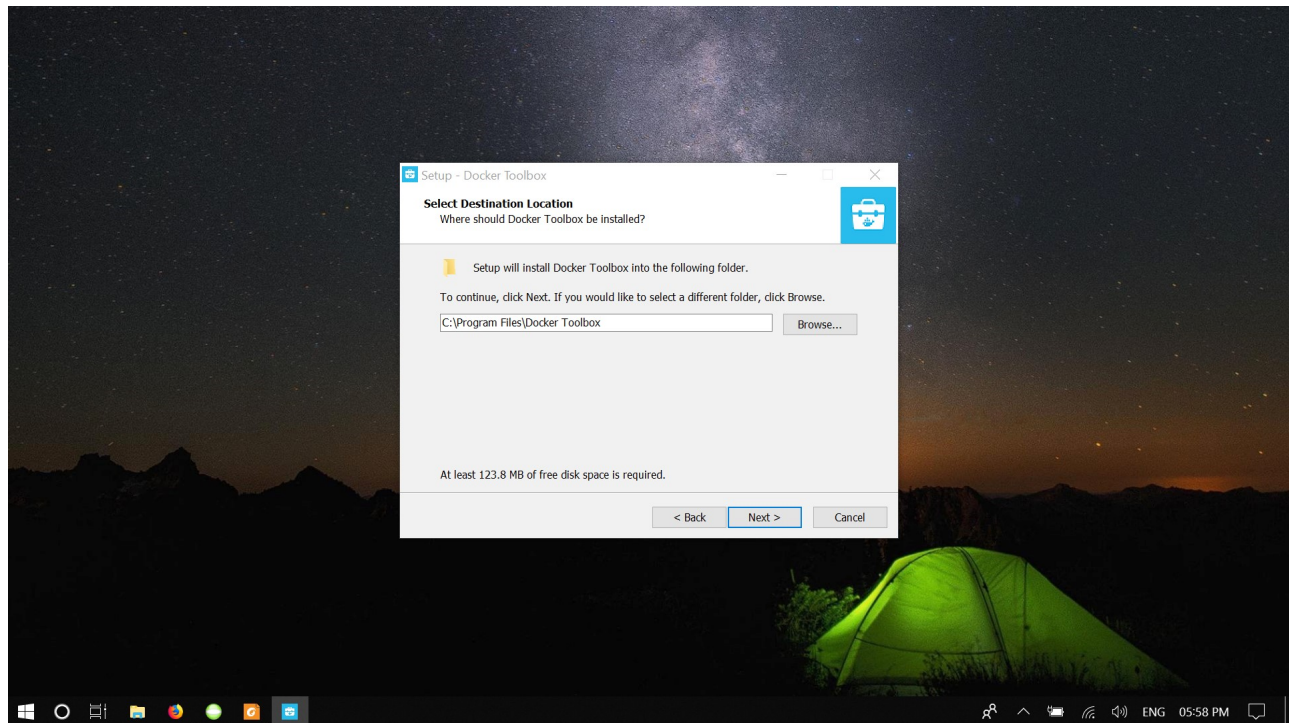 Setup - Docker Toolbox
Select Destination Location
Where should Docker Toolbox be installed?
Setup will install Docker Toolbox into the following folder.
To continue, click Next. If you would like to select a different folder, click Browse.
C:\Program Files\Docker Toolbox
Browse...
At least 123.8 MB of free disk space is required.
< Back
Next >
Cancel
ENG 05:58 PM